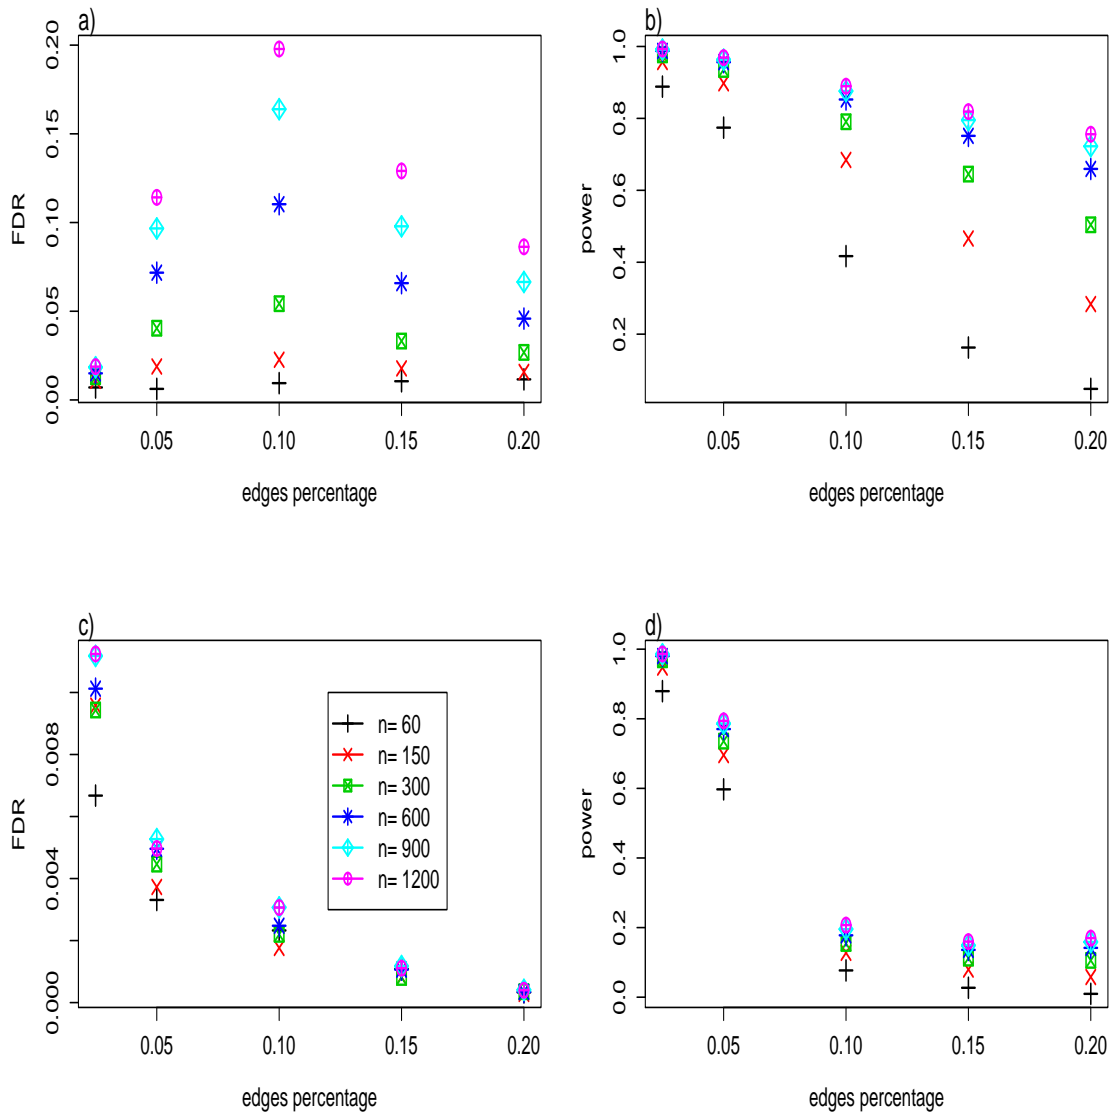 a)
FDR
0.00 0.05 0.10 0.15 0.20
0.05 0.10 0.15 0.20
edges percentage
b)
power
0.2 0.4 0.6 0.8 1.0
0.05 0.10 0.15 0.20
edges percentage
c)
FDR
0.000 0.004 0.008
0.05 0.10 0.15 0.20
edges percentage
n= 60
n= 150
n= 300
n= 600
n= 900
n= 1200
d)
power
0.0 0.2 0.4 0.6 0.8 1.0
0.05 0.10 0.15 0.20
edges percentage